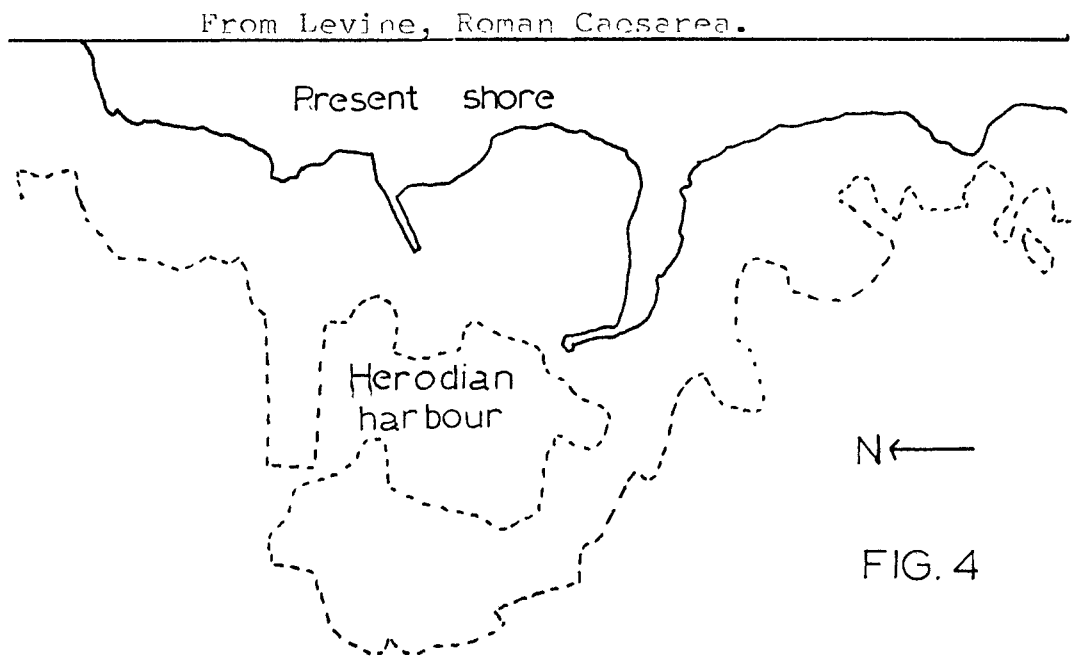 From Levine, Roman Caesarea.
Present shore
Herodian
harbour
N
FIG. 4